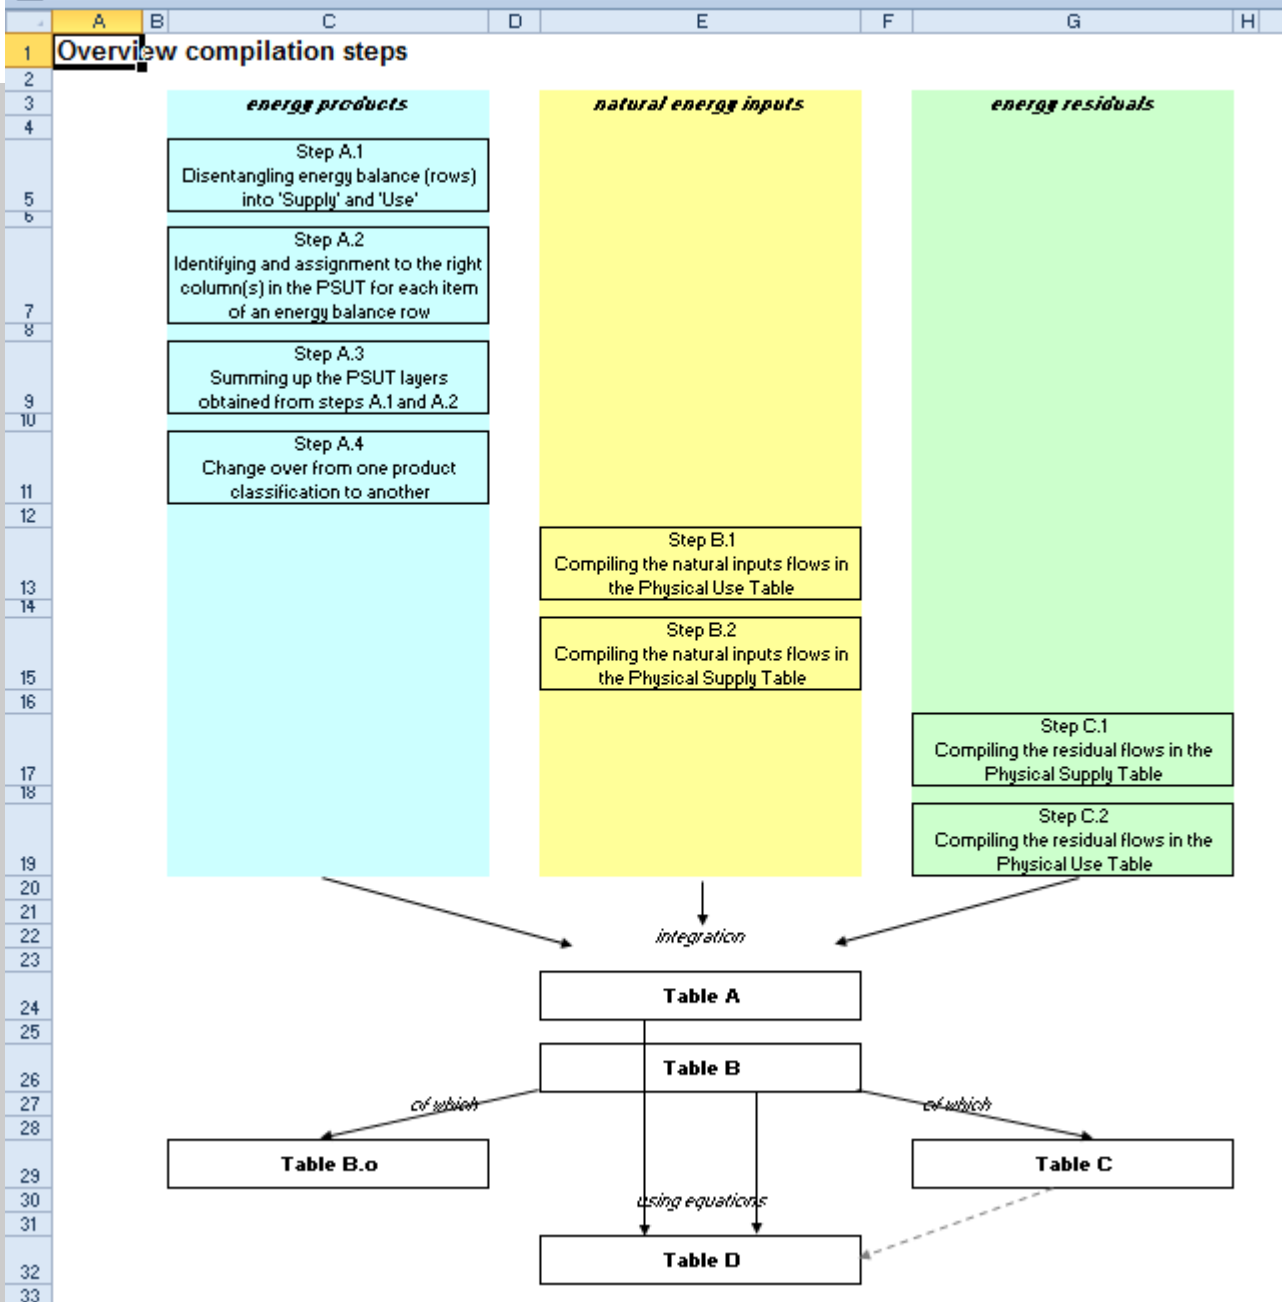 A B C D E F G H
1 Overview compilation steps
2
3 energy products natural energy inputs energy residuals
4
Step A.1
Disentangling energy balance (rows)
5 into 'Supply' and 'Use'
6
Step A.2
Identifying and assignment to the right
column(s) in the PSUT for each item
7 of an energy balance row
8
Step A.3
Summing up the PSUT layers
9 obtained from steps A.1 and A.2
10
Step A.4
Change over from one product
11 classification to another
12
Step B.1
Compiling the natural inputs flows in
13 the Physical Use Table
14
Step B.2
Compiling the natural inputs flows in
15 the Physical Supply Table
16
Step C.1
Compiling the residual flows in the
17 Physical Supply Table
18
Step C.2
Compiling the residual flows in the
19 Physical Use Table
20
21
22 integration
23
24 Table A
25
26 Table B
27 of which of which
28
29 Table B.o Table C
30 using equations
31
32 Table D
33